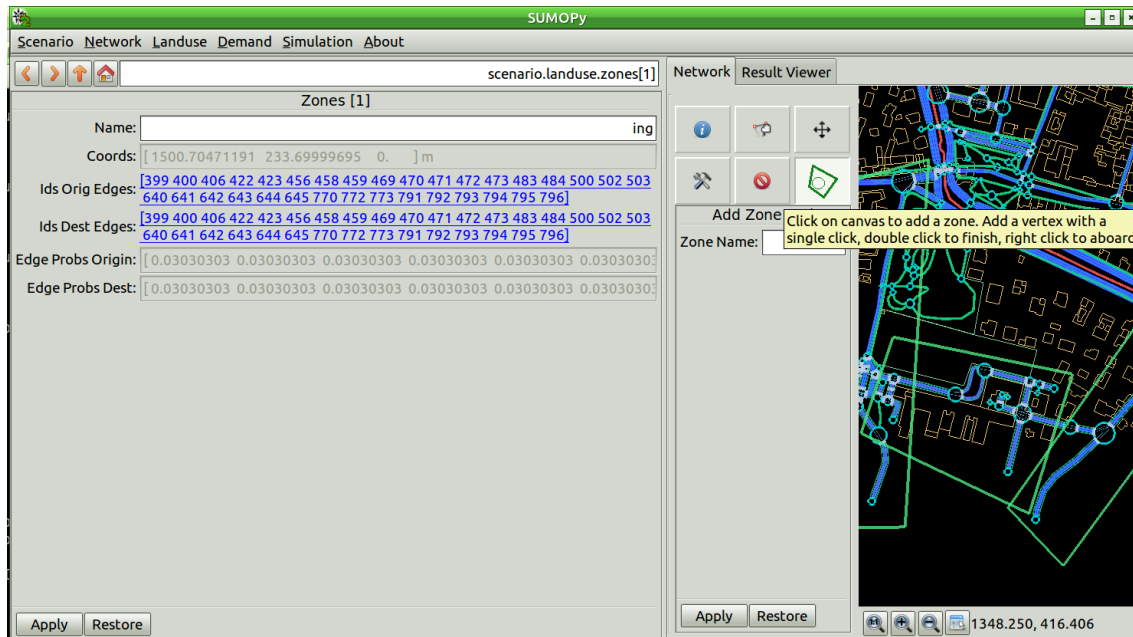 SUMOPy
Scenario Network Landuse Demand Simulation About
scenario.landuse.zones[1]
Zones [1]
Name: ing
Coords: [ 1500.70471191 233.69999695 0. ] m
Ids Orig Edges: [399 400 406 422 423 456 458 459 469 470 471 472 473 483 484 500 502 503
640 641 642 643 644 645 770 772 773 791 792 793 794 795 796]
Ids Dest Edges: [399 400 406 422 423 456 458 459 469 470 471 472 473 483 484 500 502 503
640 641 642 643 644 645 770 772 773 791 792 793 794 795 796]
Edge Probs Origin: [ 0.03030303 0.03030303 0.03030303 0.03030303 0.03030303 0.03030303
Edge Probs Dest: [ 0.03030303 0.03030303 0.03030303 0.03030303 0.03030303 0.03030303
Apply Restore
Network Result Viewer
Add Zone
Click on canvas to add a zone. Add a vertex with a
single click, double click to finish, right click to aboard
Zone Name:
Apply Restore
1348.250, 416.406